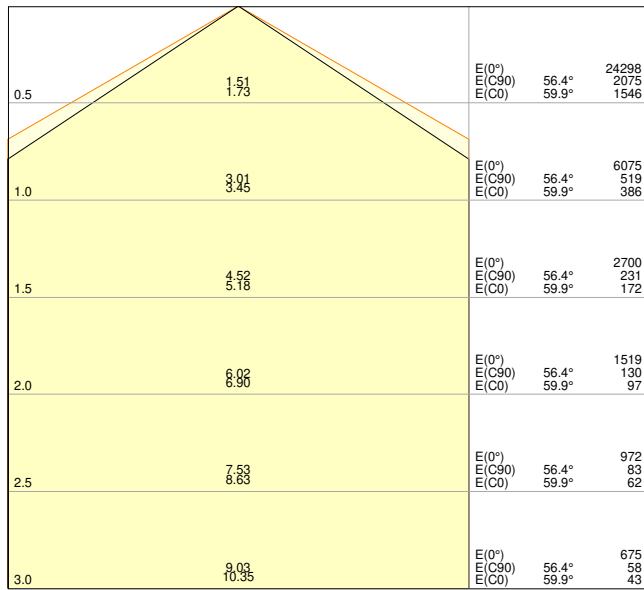 E(0°) 24298
1.51 E(C90) 56.4° 2075
0.5 1.73 E(C0) 59.9° 1546
E(0°) 6075
3.01 E(C90) 56.4° 519
1.0 3.45 E(C0) 59.9° 386
E(0°) 2700
4.52 E(C90) 56.4° 231
1.5 5.18 E(C0) 59.9° 172
E(0°) 1519
6.02 E(C90) 56.4° 130
2.0 6.90 E(C0) 59.9° 97
E(0°) 972
7.53 E(C90) 56.4° 83
2.5 8.63 E(C0) 59.9° 62
E(0°) 675
9.03 E(C90) 56.4° 58
3.0 10.35 E(C0) 59.9° 43